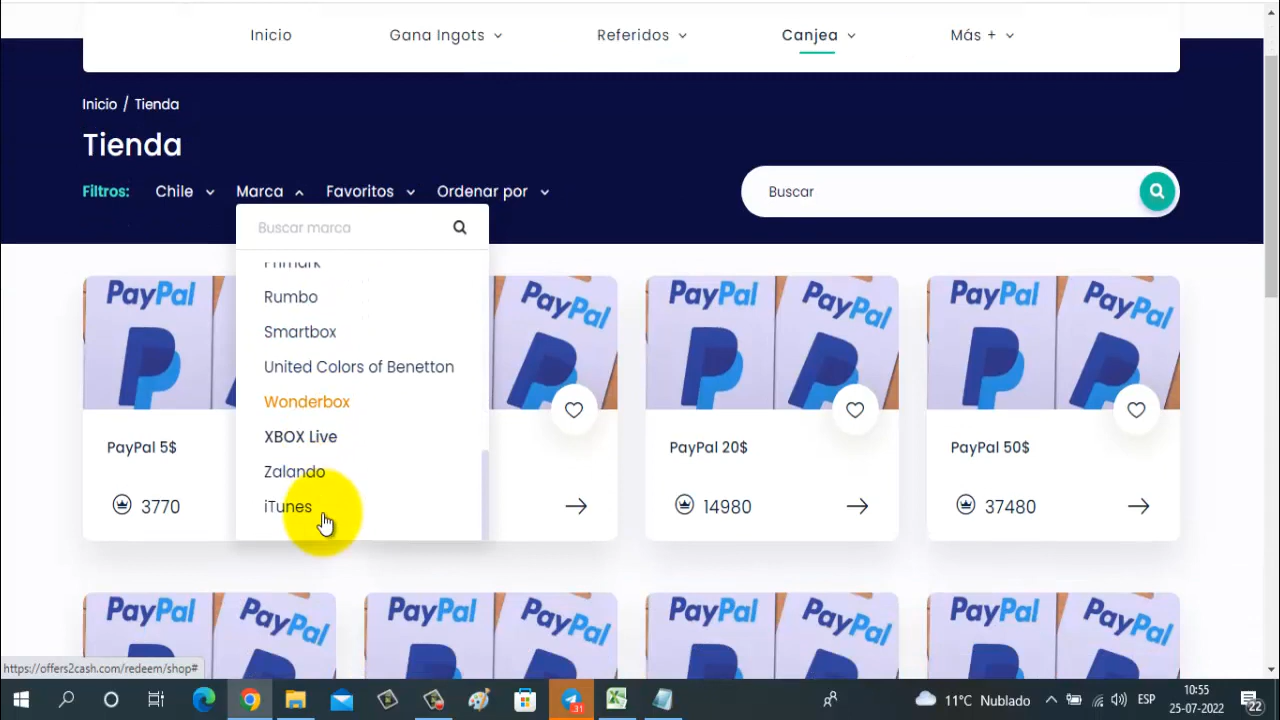 Inicio Gana Ingots Referidos Canjea Más +
Inicio / Tienda
Tienda
Filtros: Chile Marca Favoritos Ordenar por Buscar
Buscar marca
Primark
Rumbo
Smartbox
United Colors of Benetton
Wonderbox
XBOX Live
Zalando
iTunes
PayPal PayPal PayPal PayPal PayPal PayPal
PayPal 5$ PayPal 20$ PayPal 50$
3770 14980 37480
PayPal PayPal PayPal PayPal PayPal PayPal PayPal PayPal
https://offers2cash.com/redeem/shop#
31 11°C Nublado ESP 10:55
25-07-2022 22